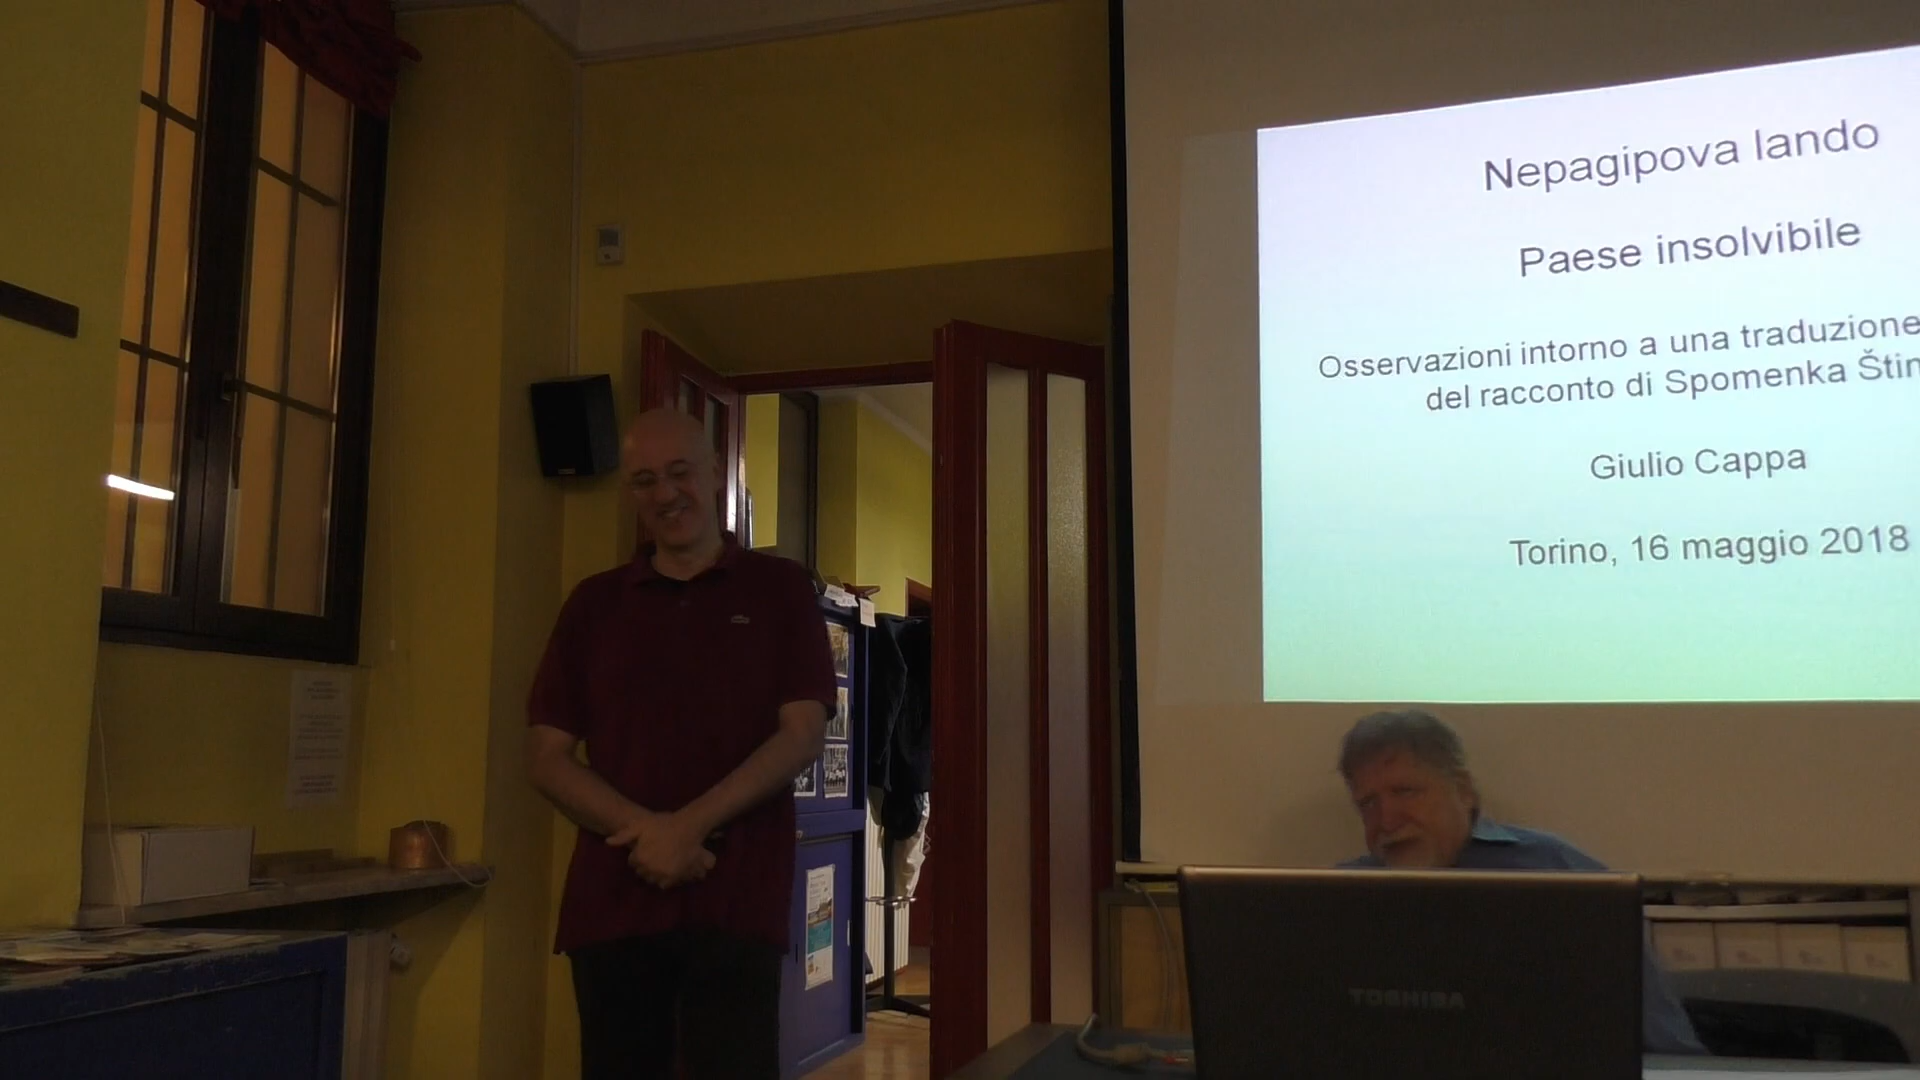 Nepagipova lando
Paese insolvibile
Osservazioni intorno a una traduzione
del racconto di Spomenka
Giulio Cappa
Torino, 16 maggio 2018
TOSHIBA